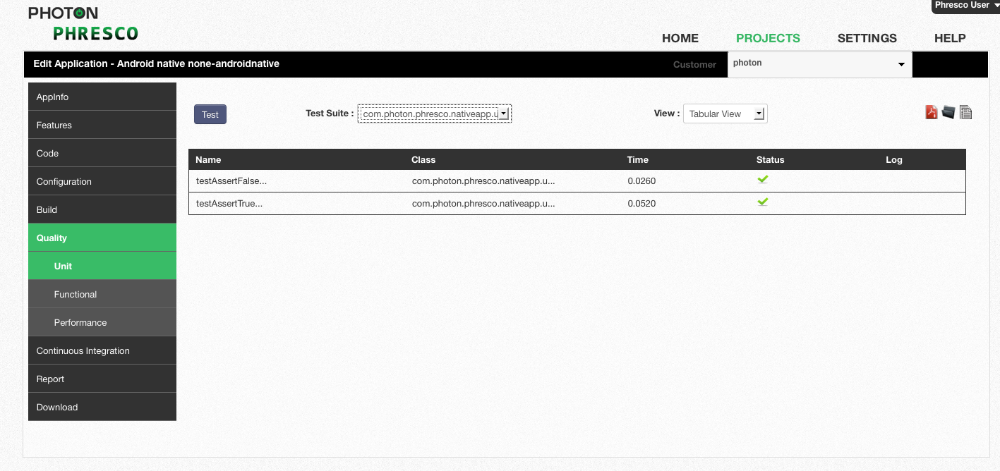 PHOTON
PHRESCO
Phresco User
HOME PROJECTS SETTINGS HELP
Edit Application - Android native none-androidnative Customer photon
AppInfo
Features
Code
Configuration
Build
Quality
Unit
Functional
Performance
Continuous Integration
Report
Download
Test Test Suite : com.photon.phresco.nativeapp.u View : Tabular View
Name Class Time Status Log
testAssertFalse... com.photon.phresco.nativeapp.u... 0.0260
testAssertTrue... com.photon.phresco.nativeapp.u... 0.0520